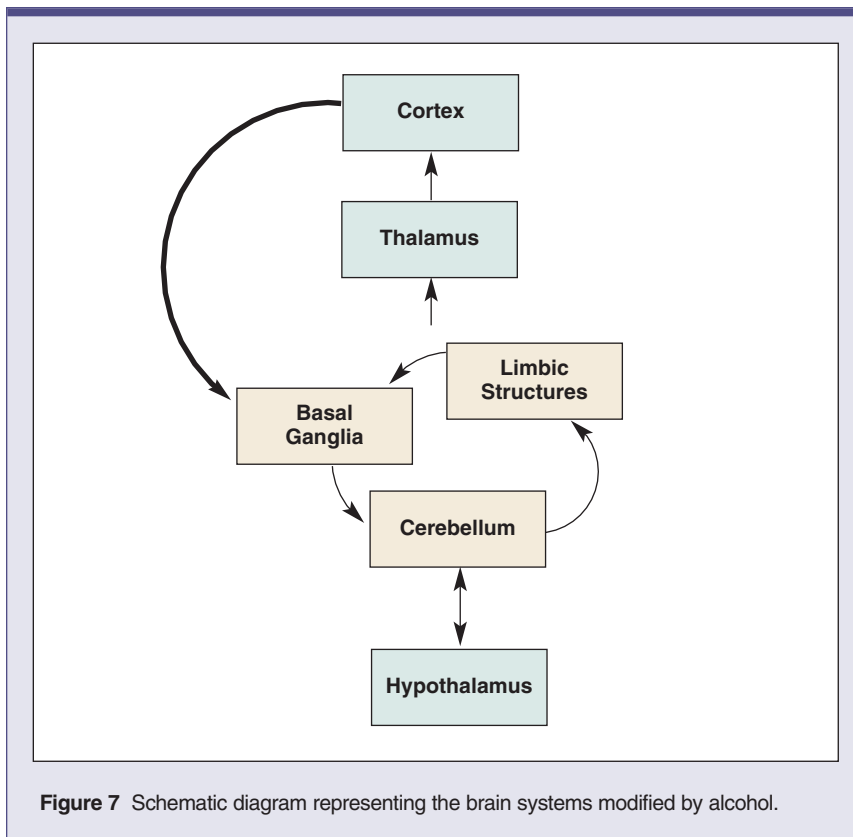 Cortex
Thalamus
Limbic
Structures
Basal
Ganglia
Cerebellum
Hypothalamus
Figure 7 Schematic diagram representing the brain systems modified by alcohol.